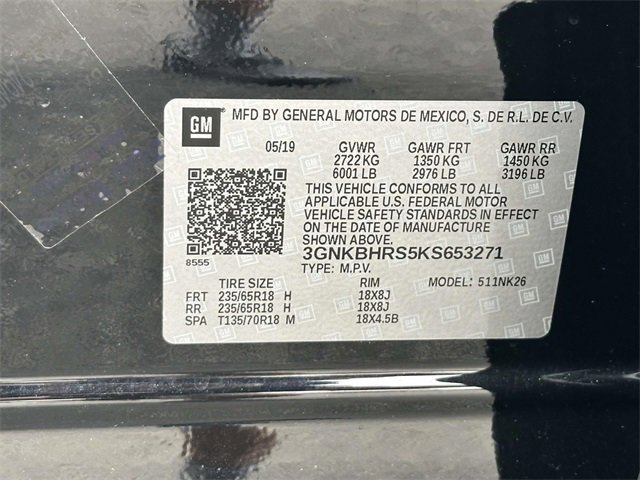 GM MFD BY GENERAL MOTORS DE MEXICO, S. DE R.L. DE C.V.
05/19 GVWR GAWR FRT GAWR RR
2722 KG 1350 KG 1450 KG
6001 LB 2976 LB 3196 LB
THIS VEHICLE CONFORMS TO ALL
APPLICABLE U.S. FEDERAL MOTOR
VEHICLE SAFETY STANDARDS IN EFFECT
ON THE DATE OF MANUFACTURE
SHOWN ABOVE.
8555 3GNKBHRS5KS653271
TYPE: M.P.V. MODEL: 511NK26
TIRE SIZE RIM
FRT 235/65R18 H 18X8J
RR 235/65R18 H 18X8J
SPA T135/70R18 M 18X4.5B